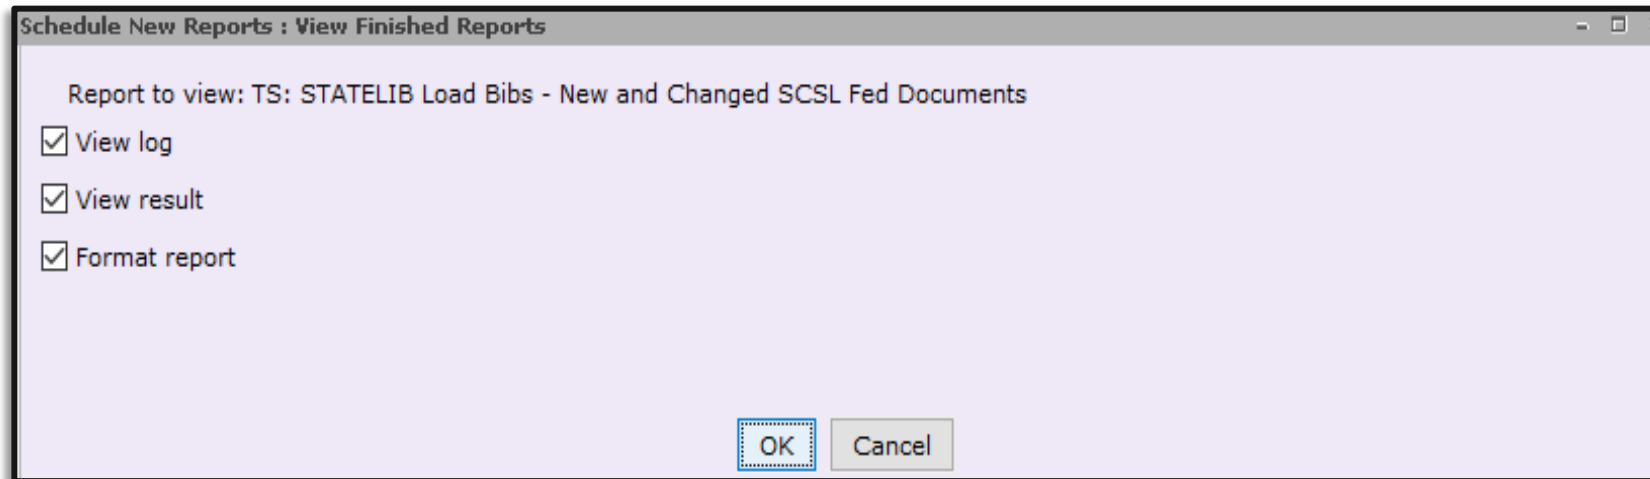 Schedule New Reports : View Finished Reports
Report to view: TS: STATELIB Load Bibs - New and Changed SCSL Fed Documents
View log
View result
Format report
OK Cancel